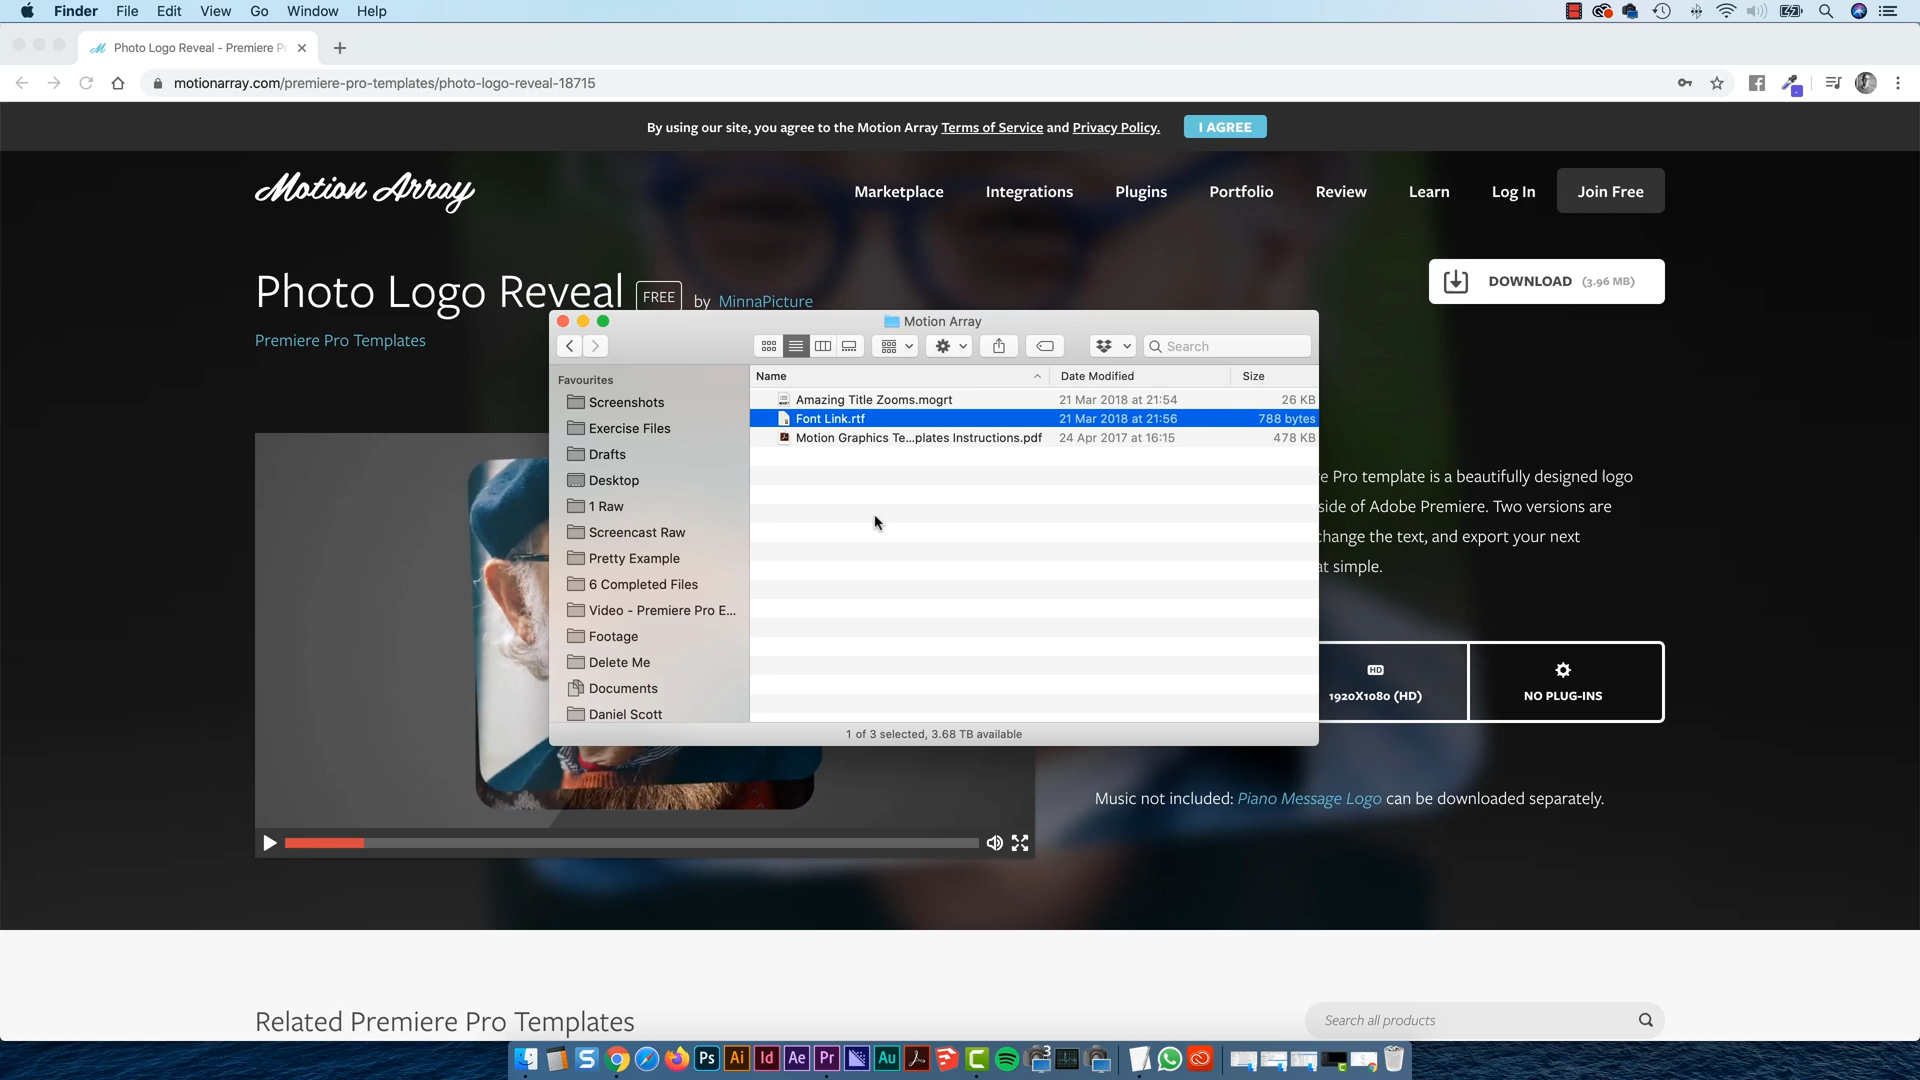 Finder File Edit View Go Window Help
Photo Logo Reveal - Premiere P
motionarray.com/premiere-pro-templates/photo-logo-reveal-18715
By using our site, you agree to the Motion Array Terms of Service and Privacy Policy. I AGREE
Motion Array
Marketplace Integrations Plugins Portfolio Review Learn Log In Join Free
Photo Logo Reveal FREE by MinnaPicture
DOWNLOAD (3.96 MB)
Premiere Pro Templates
Motion Array
Search
Favourites
Screenshots
Exercise Files
Drafts
Desktop
1 Raw
Screencast Raw
Pretty Example
6 Completed Files
Video - Premiere Pro E...
Footage
Delete Me
Documents
Daniel Scott
Name Date Modified Size
Amazing Title Zooms.mogrt 21 Mar 2018 at 21:54 26 KB
Font Link.rtf 21 Mar 2018 at 21:56 788 bytes
Motion Graphics Te...plates Instructions.pdf 24 Apr 2017 at 16:15 478 KB
1 of 3 selected, 3.68 TB available
e Pro template is a beautifully designed logo
side of Adobe Premiere. Two versions are
change the text, and export your next
at simple.
HD
1920X1080 (HD)
NO PLUG-INS
Music not included: Piano Message Logo can be downloaded separately.
Related Premiere Pro Templates
Search all products
S Ps Ai Id Ae Pr Au 3